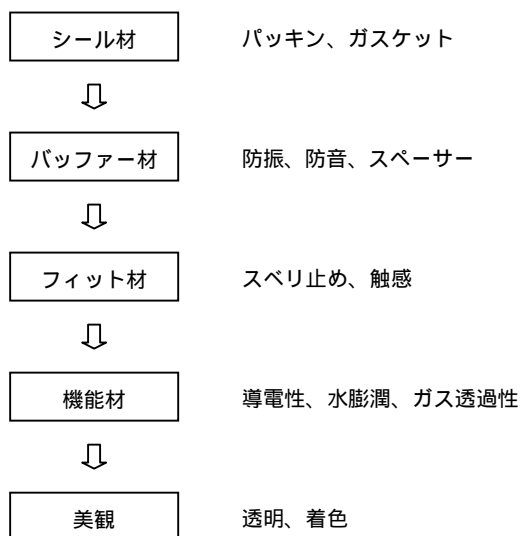 シール材 パッキン、ガスケット
バッファー材 防振、防音、スペーサー
フィット材 スベリ止め、触感
機能材 導電性、水膨潤、ガス透過性
美観 透明、着色